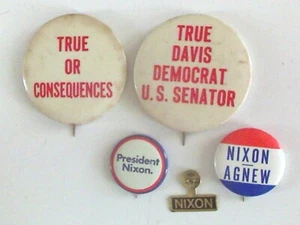 TRUE
OR
CONSEQUENCES
TRUE
DAVIS
DEMOCRAT
U.S. SENATOR
President
Nixon.
NIXON
NIXON
AGNEW